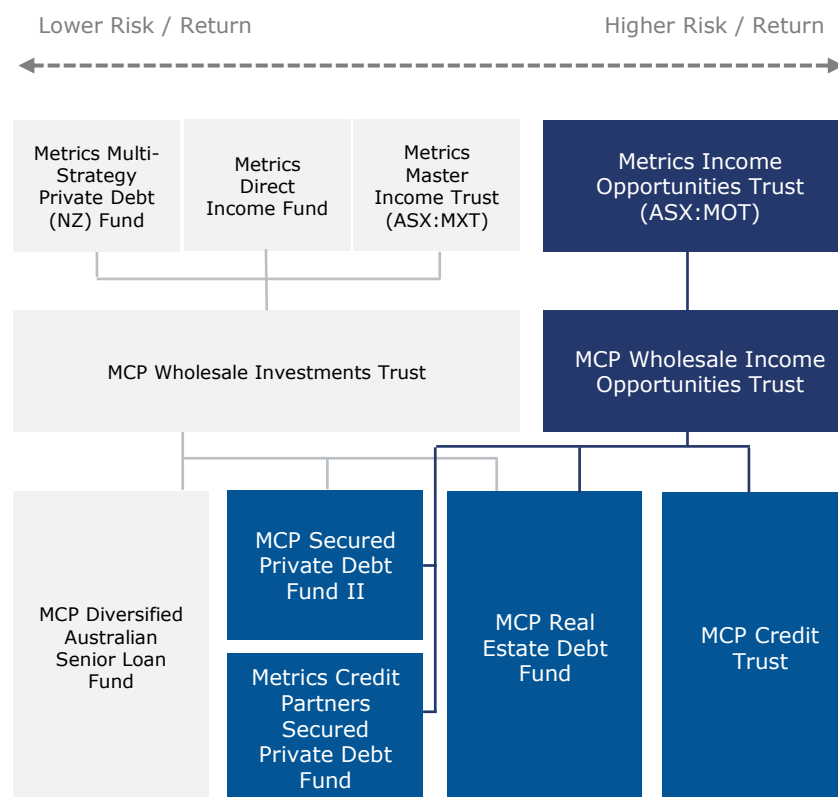 Lower Risk / Return
Higher Risk / Return
Metrics Multi-
Strategy
Private Debt
(NZ) Fund
Metrics
Direct
Income Fund
Metrics
Master
Income Trust
(ASX:MXT)
Metrics Income
Opportunities Trust
(ASX:MOT)
MCP Wholesale Investments Trust
MCP Wholesale Income
Opportunities Trust
MCP Diversified
Australian
Senior Loan
Fund
MCP Secured
Private Debt
Fund II
Metrics Credit
Partners
Secured
Private Debt
Fund
MCP Real
Estate Debt
Fund
MCP Credit
Trust